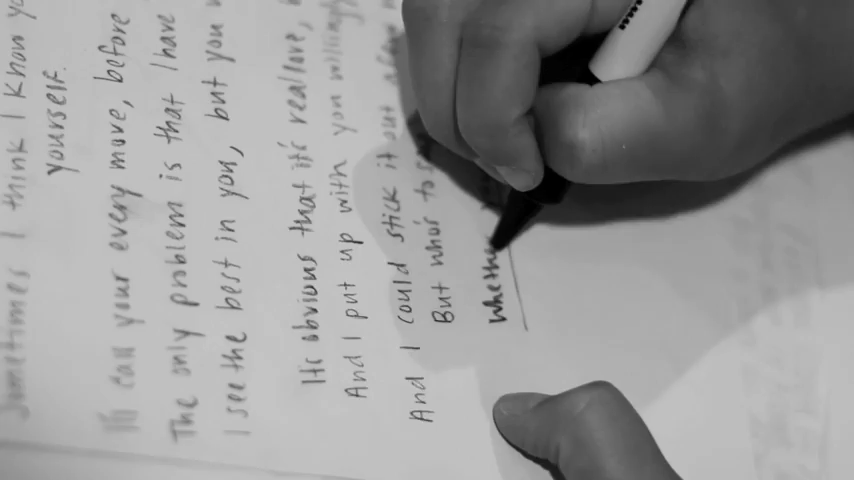 Sometimes I think I know
yourself.
To call your every move, before
The only problem is that I have
I see the best in you, but you
It's obvious that it's real love,
And I put up with you willingly
And I could stick it out
But who's to
Whether